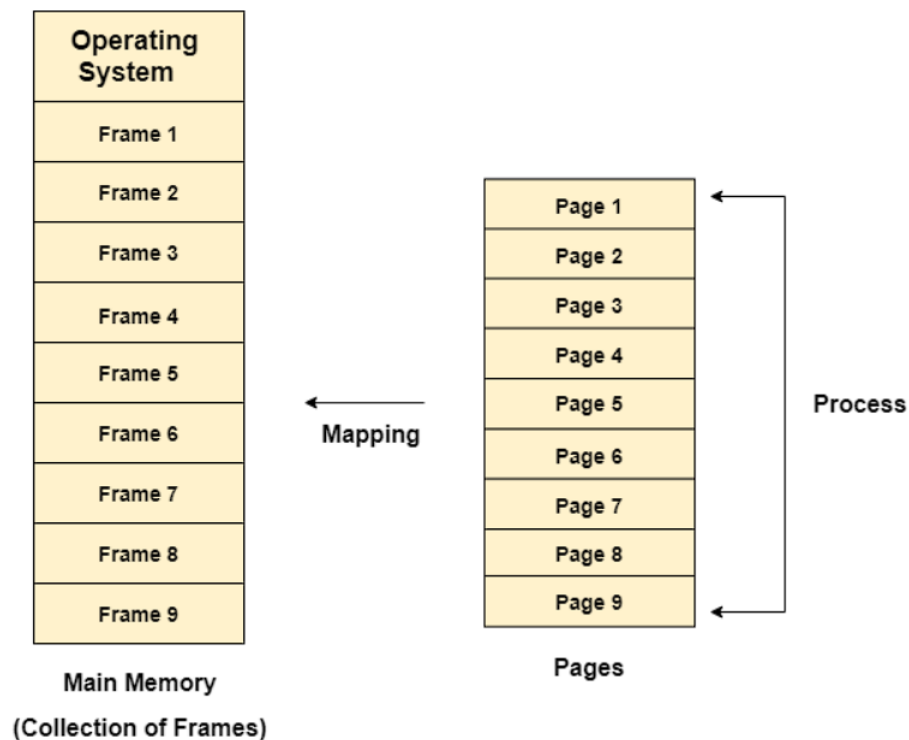 Operating
System
Frame 1
Frame 2
Frame 3
Frame 4
Frame 5
Frame 6
Frame 7
Frame 8
Frame 9
Main Memory
(Collection of Frames)
Mapping
Page 1
Page 2
Page 3
Page 4
Page 5
Page 6
Page 7
Page 8
Page 9
Pages
Process